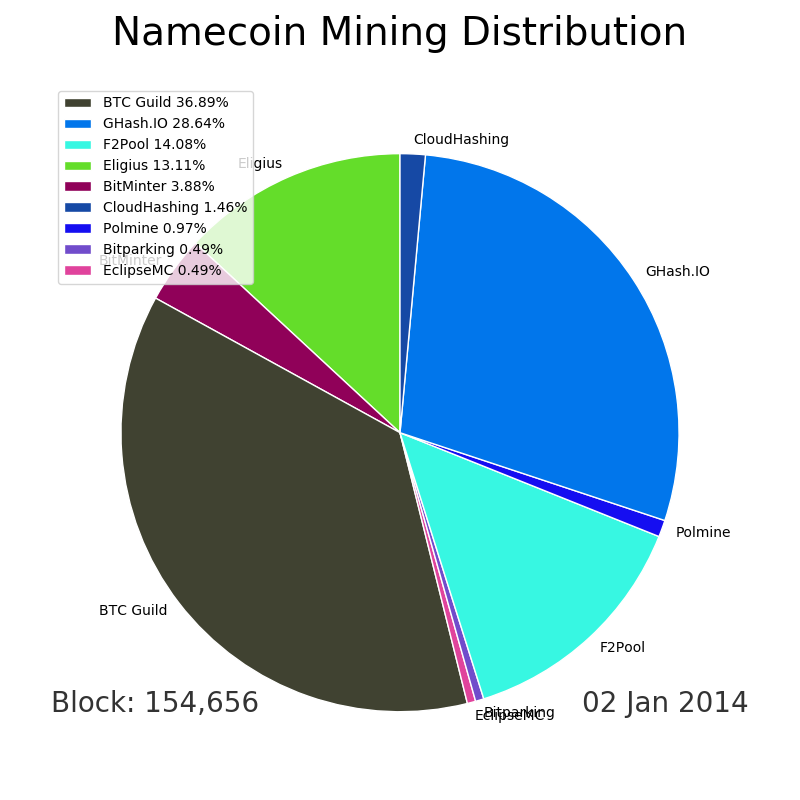 Namecoin Mining Distribution
BTC Guild 36.89%
GHash.IO 28.64%
F2Pool 14.08%
Eligius 13.11%
BitMinter 3.88%
CloudHashing 1.46%
Polmine 0.97%
Bitparking 0.49%
EclipseMC 0.49%
CloudHashing
Eligius
BitMinter
GHash.IO
Polmine
BTC Guild
F2Pool
Bitparking
EclipseMC
Block: 154,656
02 Jan 2014